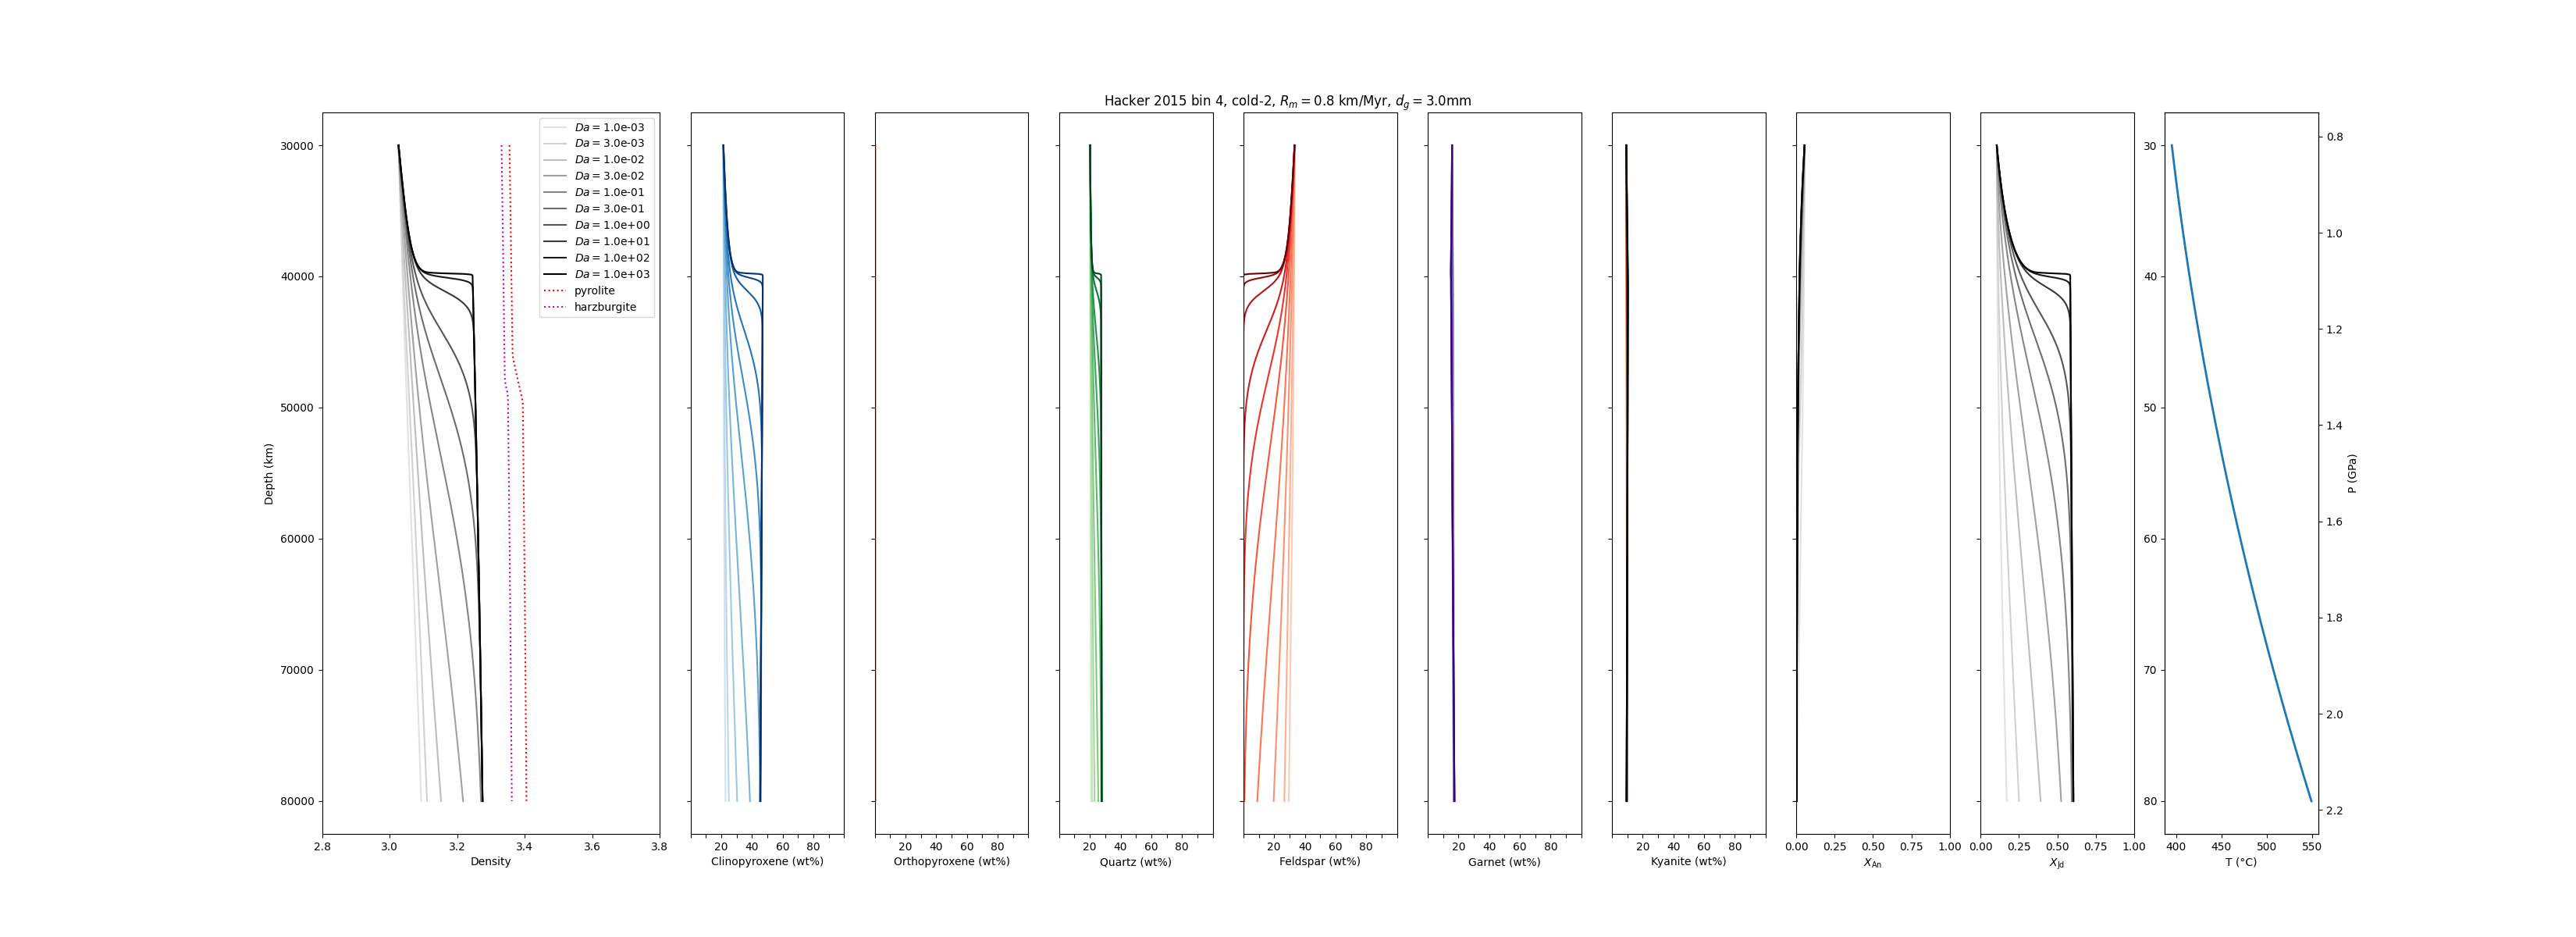 Hacker 2015 bin 4, cold-2, Rm = 0.8 km/Myr, dg = 3.0mm
Da = 1.0e-03
Da = 3.0e-03
Da = 1.0e-02
Da = 3.0e-02
Da = 1.0e-01
Da = 3.0e-01
Da = 1.0e+00
Da = 1.0e+01
Da = 1.0e+02
Da = 1.0e+03
pyrolite
harzburgite
Depth (km)
30000
40000
50000
60000
70000
80000
2.8 3.0 3.2 3.4 3.6 3.8
Density
20 40 60 80
Clinopyroxene (wt%)
20 40 60 80
Orthopyroxene (wt%)
20 40 60 80
Quartz (wt%)
20 40 60 80
Feldspar (wt%)
20 40 60 80
Garnet (wt%)
20 40 60 80
Kyanite (wt%)
0.00 0.25 0.50 0.75 1.00
XAn
0.00 0.25 0.50 0.75 1.00
XJd
30
40
50
60
70
80
400 450 500 550
T (°C)
0.8
1.0
1.2
1.4
1.6
1.8
2.0
2.2
P (GPa)